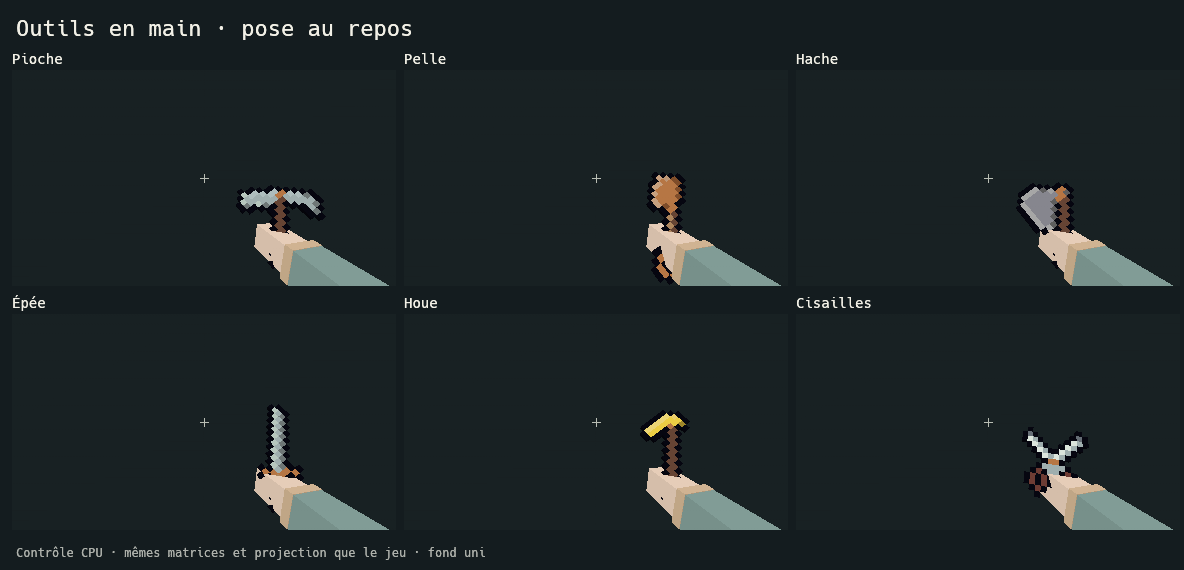 Outils en main · pose au repos
Pioche
Pelle
Hache
Épée
Houe
Cisailles
Contrôle CPU · mêmes matrices et projection que le jeu · fond uni